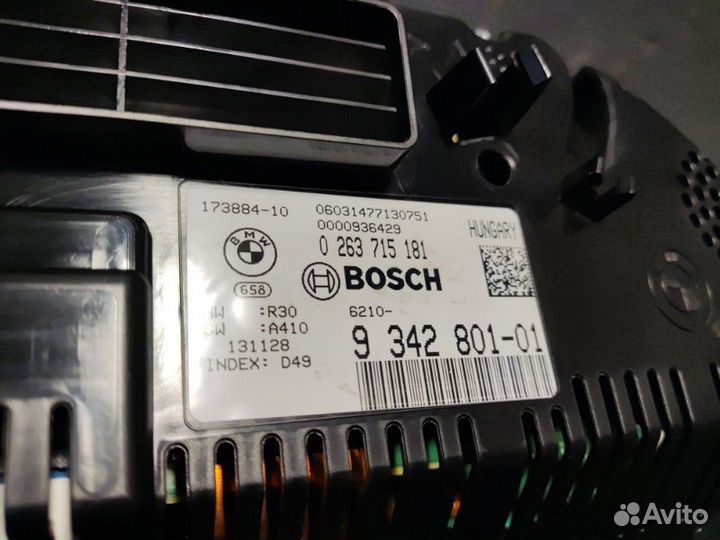 173884-10
06031477130751
0000936429
HUNGARY
BMW
0 263 715 181
658
BOSCH
HW :R30
6210-
SW :A410
9 342 801-01
131128
INDEX: D49
Avito